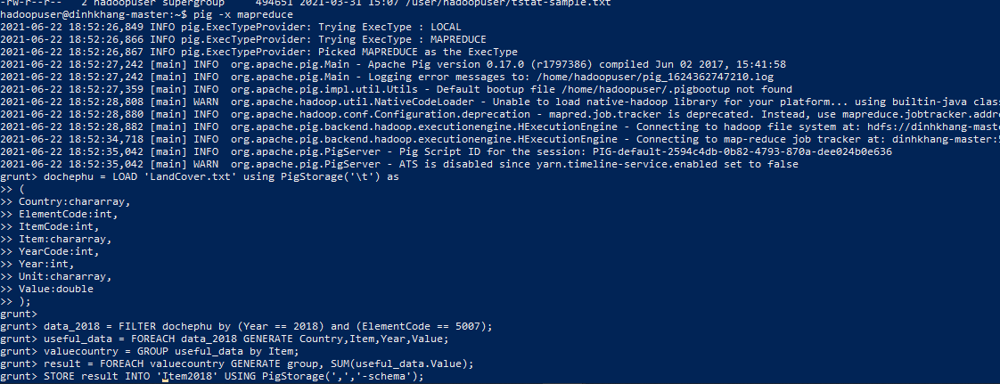 -rw-r--r-- 2 hadoopuser supergroup 494651 2021-03-31 15:07 /user/hadoopuser/tstat-sample.txt
hadoopuser@dinhkhang-master:~$ pig -x mapreduce
2021-06-22 18:52:26,849 INFO pig.ExecTypeProvider: Trying ExecType : LOCAL
2021-06-22 18:52:26,866 INFO pig.ExecTypeProvider: Trying ExecType : MAPREDUCE
2021-06-22 18:52:26,867 INFO pig.ExecTypeProvider: Picked MAPREDUCE as the ExecType
2021-06-22 18:52:27,242 [main] INFO  org.apache.pig.Main - Apache Pig version 0.17.0 (r1797386) compiled Jun 02 2017, 15:41:58
2021-06-22 18:52:27,242 [main] INFO  org.apache.pig.Main - Logging error messages to: /home/hadoopuser/pig_1624362747210.log
2021-06-22 18:52:27,359 [main] INFO  org.apache.pig.impl.util.Utils - Default bootup file /home/hadoopuser/.pigbootup not found
2021-06-22 18:52:28,808 [main] WARN  org.apache.hadoop.util.NativeCodeLoader - Unable to load native-hadoop library for your platform... using builtin-java clas
2021-06-22 18:52:28,880 [main] INFO  org.apache.hadoop.conf.Configuration.deprecation - mapred.job.tracker is deprecated. Instead, use mapreduce.jobtracker.addre
2021-06-22 18:52:28,882 [main] INFO  org.apache.pig.backend.hadoop.executionengine.HExecutionEngine - Connecting to hadoop file system at: hdfs://dinhkhang-maste
2021-06-22 18:52:34,718 [main] INFO  org.apache.pig.backend.hadoop.executionengine.HExecutionEngine - Connecting to map-reduce job tracker at: dinhkhang-master:5
2021-06-22 18:52:35,042 [main] INFO  org.apache.pig.PigServer - Pig Script ID for the session: PIG-default-2594c4db-0b82-4793-870a-dee024b0e636
2021-06-22 18:52:35,042 [main] WARN  org.apache.pig.PigServer - ATS is disabled since yarn.timeline-service.enabled set to false
grunt> dochephu = LOAD 'LandCover.txt' using PigStorage('\t') as
>> (
>> Country:chararray,
>> ElementCode:int,
>> ItemCode:int,
>> Item:chararray,
>> YearCode:int,
>> Year:int,
>> Unit:chararray,
>> Value:double
>> );
grunt>
grunt> data_2018 = FILTER dochephu by (Year == 2018) and (ElementCode == 5007);
grunt> useful_data = FOREACH data_2018 GENERATE Country,Item,Year,Value;
grunt> valuecountry = GROUP useful_data by Item;
grunt> result = FOREACH valuecountry GENERATE group, SUM(useful_data.Value);
grunt> STORE result INTO 'Item2018' USING PigStorage(',','-schema');